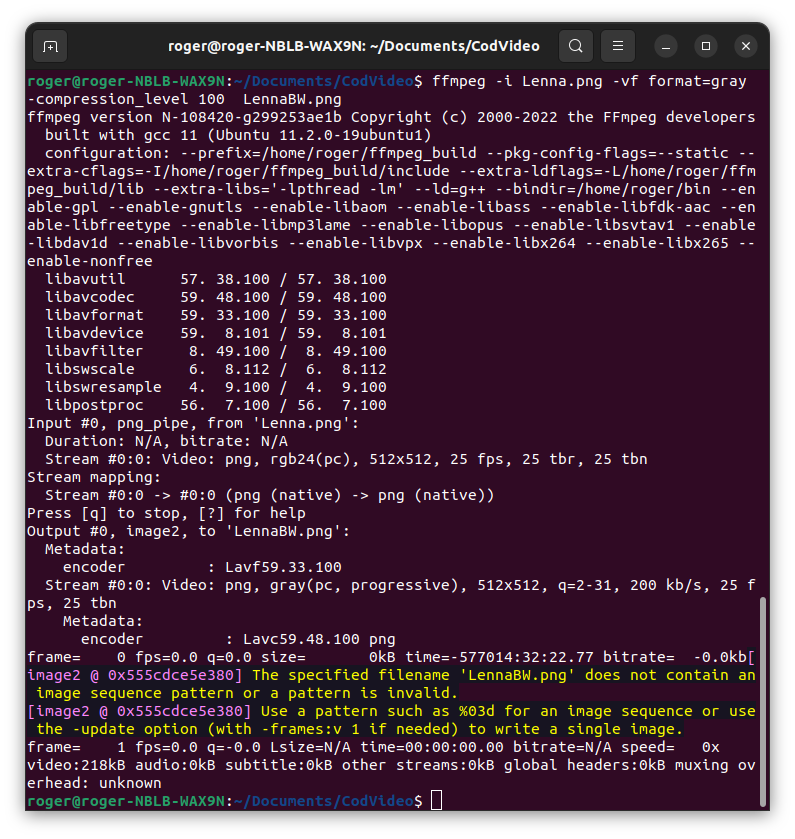 roger@roger-NBLB-WAX9N: ~/Documents/CodVideo
roger@roger-NBLB-WAX9N:~/Documents/CodVideo$ ffmpeg -i Lenna.png -vf format=gray
-compression_level 100  LennaBW.png
ffmpeg version N-108420-g299253ae1b Copyright (c) 2000-2022 the FFmpeg developers
  built with gcc 11 (Ubuntu 11.2.0-19ubuntu1)
  configuration: --prefix=/home/roger/ffmpeg_build --pkg-config-flags=--static --
extra-cflags=-I/home/roger/ffmpeg_build/include --extra-ldflags=-L/home/roger/ffm
peg_build/lib --extra-libs='-lpthread -lm' --ld=g++ --bindir=/home/roger/bin --en
able-gpl --enable-gnutls --enable-libaom --enable-libass --enable-libfdk-aac --en
able-libfreetype --enable-libmp3lame --enable-libopus --enable-libsvtav1 --enable
-libdav1d --enable-libvorbis --enable-libvpx --enable-libx264 --enable-libx265 --
enable-nonfree
  libavutil      57. 38.100 / 57. 38.100
  libavcodec     59. 48.100 / 59. 48.100
  libavformat    59. 33.100 / 59. 33.100
  libavdevice    59.  8.101 / 59.  8.101
  libavfilter     8. 49.100 /  8. 49.100
  libswscale      6.  8.112 /  6.  8.112
  libswresample   4.  9.100 /  4.  9.100
  libpostproc    56.  7.100 / 56.  7.100
Input #0, png_pipe, from 'Lenna.png':
  Duration: N/A, bitrate: N/A
  Stream #0:0: Video: png, rgb24(pc), 512x512, 25 fps, 25 tbr, 25 tbn
Stream mapping:
  Stream #0:0 -> #0:0 (png (native) -> png (native))
Press [q] to stop, [?] for help
Output #0, image2, to 'LennaBW.png':
  Metadata:
    encoder         : Lavf59.33.100
  Stream #0:0: Video: png, gray(pc, progressive), 512x512, q=2-31, 200 kb/s, 25 f
ps, 25 tbn
    Metadata:
      encoder         : Lavc59.48.100 png
frame=    0 fps=0.0 q=0.0 size=       0kB time=-577014:32:22.77 bitrate=  -0.0kb[
image2 @ 0x555cdce5e380] The specified filename 'LennaBW.png' does not contain an
 image sequence pattern or a pattern is invalid.
[image2 @ 0x555cdce5e380] Use a pattern such as %03d for an image sequence or use
 the -update option (with -frames:v 1 if needed) to write a single image.
frame=    1 fps=0.0 q=-0.0 Lsize=N/A time=00:00:00.00 bitrate=N/A speed=   0x
video:218kB audio:0kB subtitle:0kB other streams:0kB global headers:0kB muxing ov
erhead: unknown
roger@roger-NBLB-WAX9N:~/Documents/CodVideo$